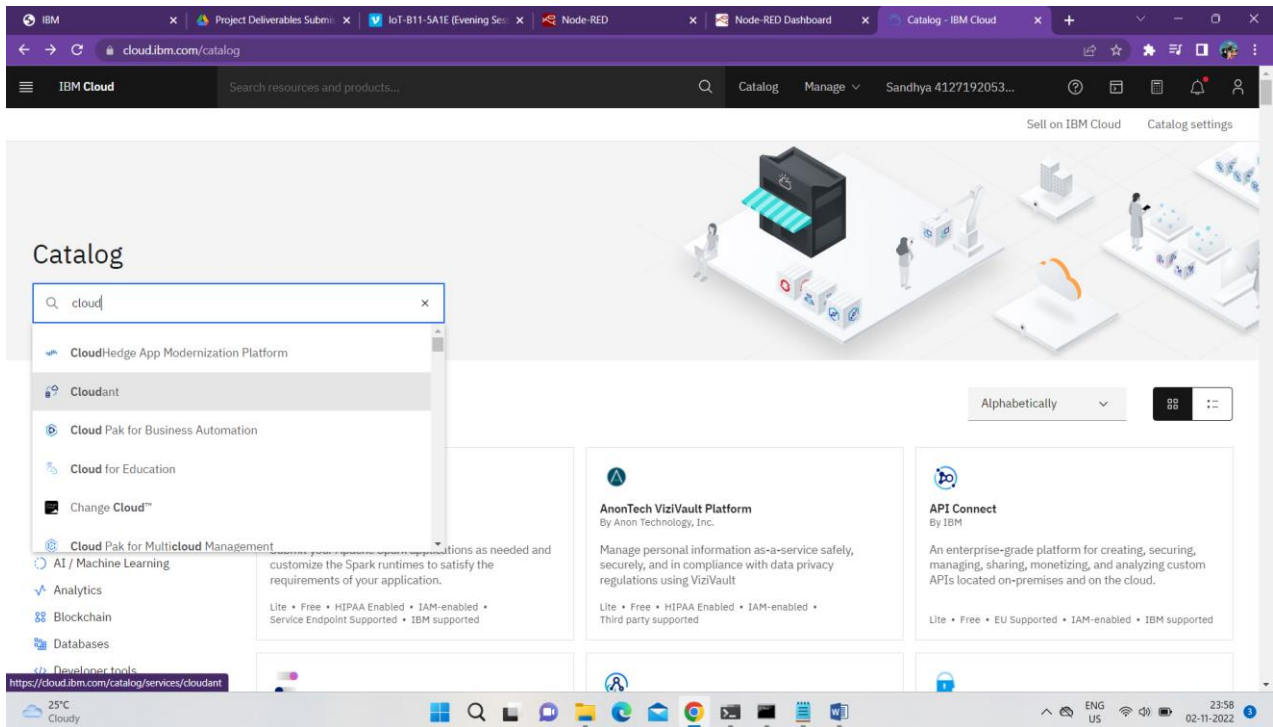 IBM
Project Deliverables Submis
IoT-B11-5A1E (Evening Ses
Node-RED
Node-RED Dashboard
Catalog - IBM Cloud
cloud.ibm.com/catalog
IBM Cloud
Search resources and products...
Catalog
Manage
Sandhya 4127192053...
Sell on IBM Cloud
Catalog settings
Catalog
cloud
CloudHedge App Modernization Platform
Cloudant
Cloud Pak for Business Automation
Cloud for Education
Change Cloud™
Cloud Pak for Multicloud Management
Alphabetically
AI / Machine Learning
Analytics
Blockchain
Databases
Developer tools
applications as needed and
customize the Spark runtimes to satisfy the
requirements of your application.
Lite • Free • HIPAA Enabled • IAM-enabled •
Service Endpoint Supported • IBM supported
AnonTech ViziVault Platform
By Anon Technology, Inc.
Manage personal information as-a-service safely,
securely, and in compliance with data privacy
regulations using ViziVault
Lite • Free • HIPAA Enabled • IAM-enabled •
Third party supported
API Connect
By IBM
An enterprise-grade platform for creating, securing,
managing, sharing, monetizing, and analyzing custom
APIs located on-premises and on the cloud.
Lite • Free • EU Supported • IAM-enabled • IBM supported
https://cloud.ibm.com/catalog/services/cloudant
25°C
Cloudy
ENG
US
23:58
02-11-2022
3